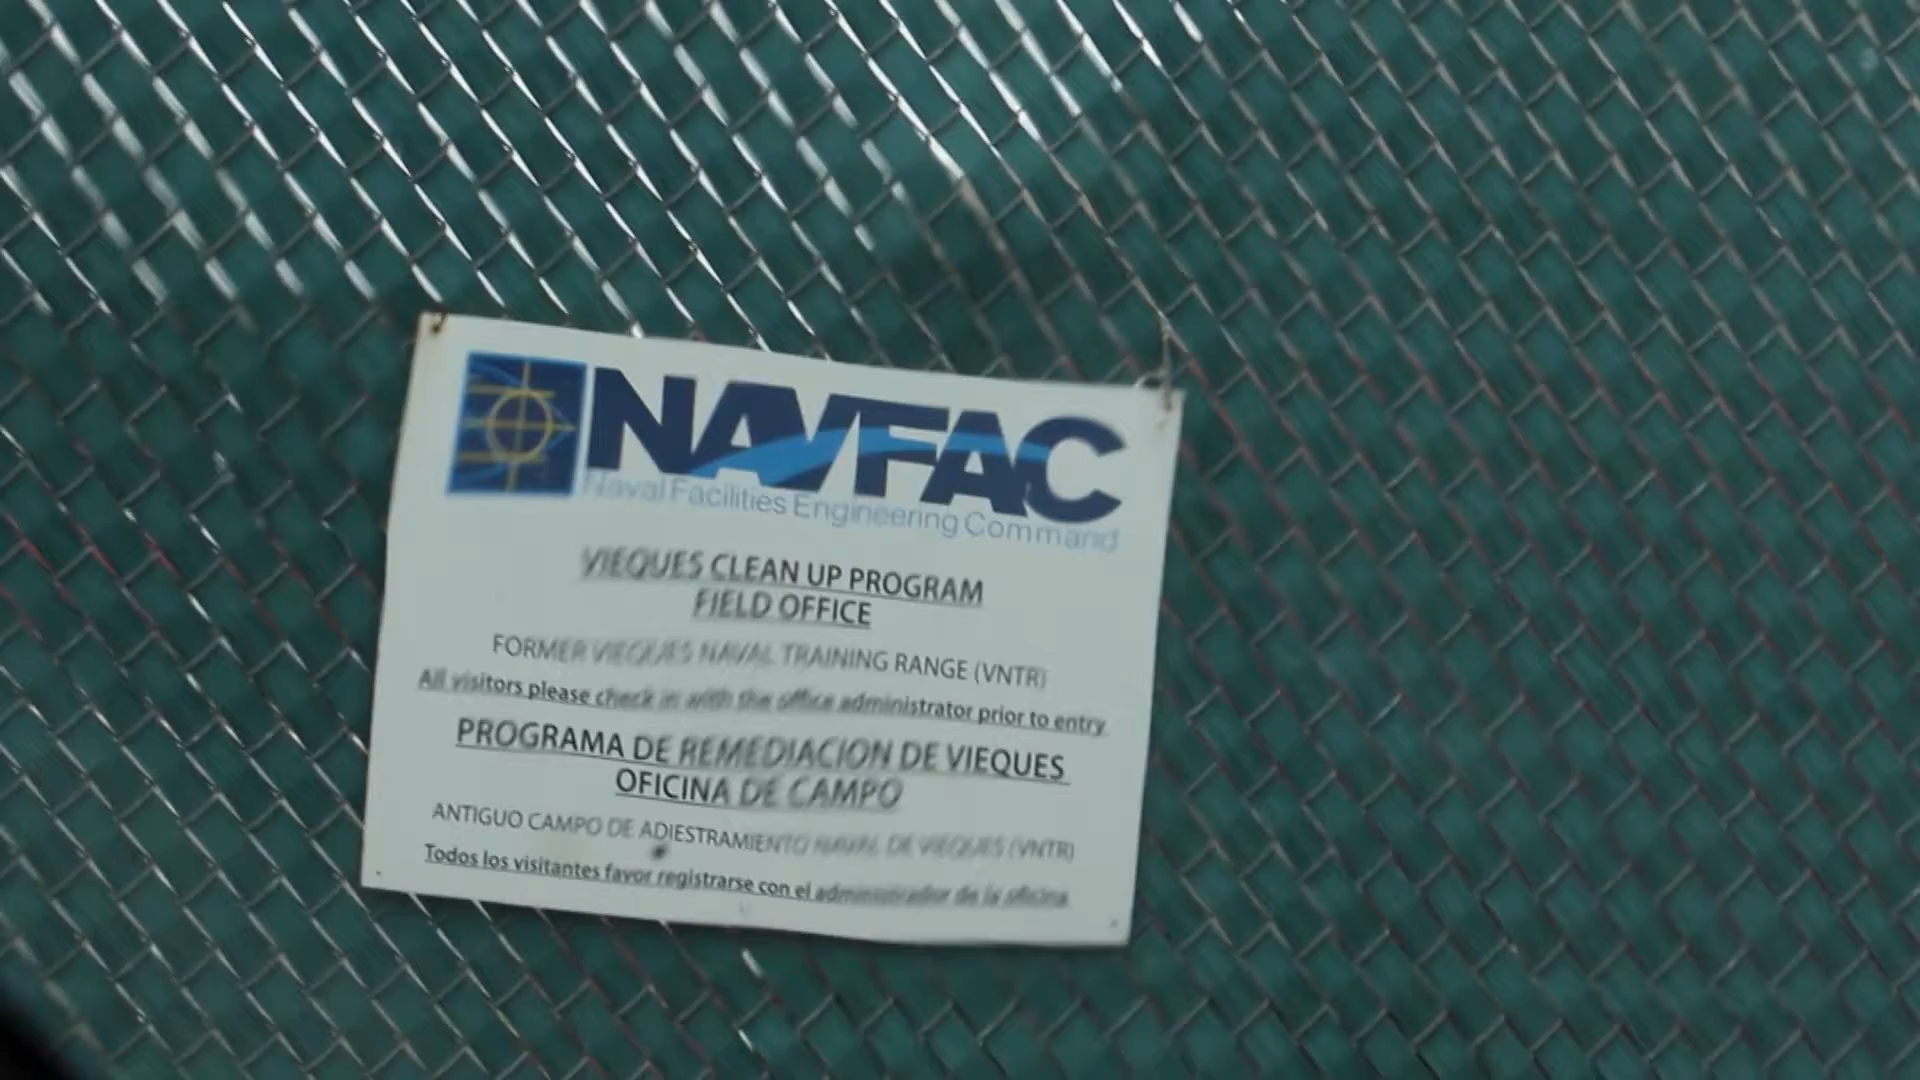 NAVFAC
Naval Facilities Engineering Command
VIEQUES CLEAN UP PROGRAM
FIELD OFFICE
FORMER VIEQUES NAVAL TRAINING RANGE (VNTR)
All visitors please check in with the office administrator prior to entry
PROGRAMA DE REMEDIACION DE VIEQUES
OFICINA DE CAMPO
ANTIGUO CAMPO DE ADIESTRAMIENTO NAVAL DE VIEQUES (VNTR)
Todos los visitantes favor registrarse con el administrador de la oficina